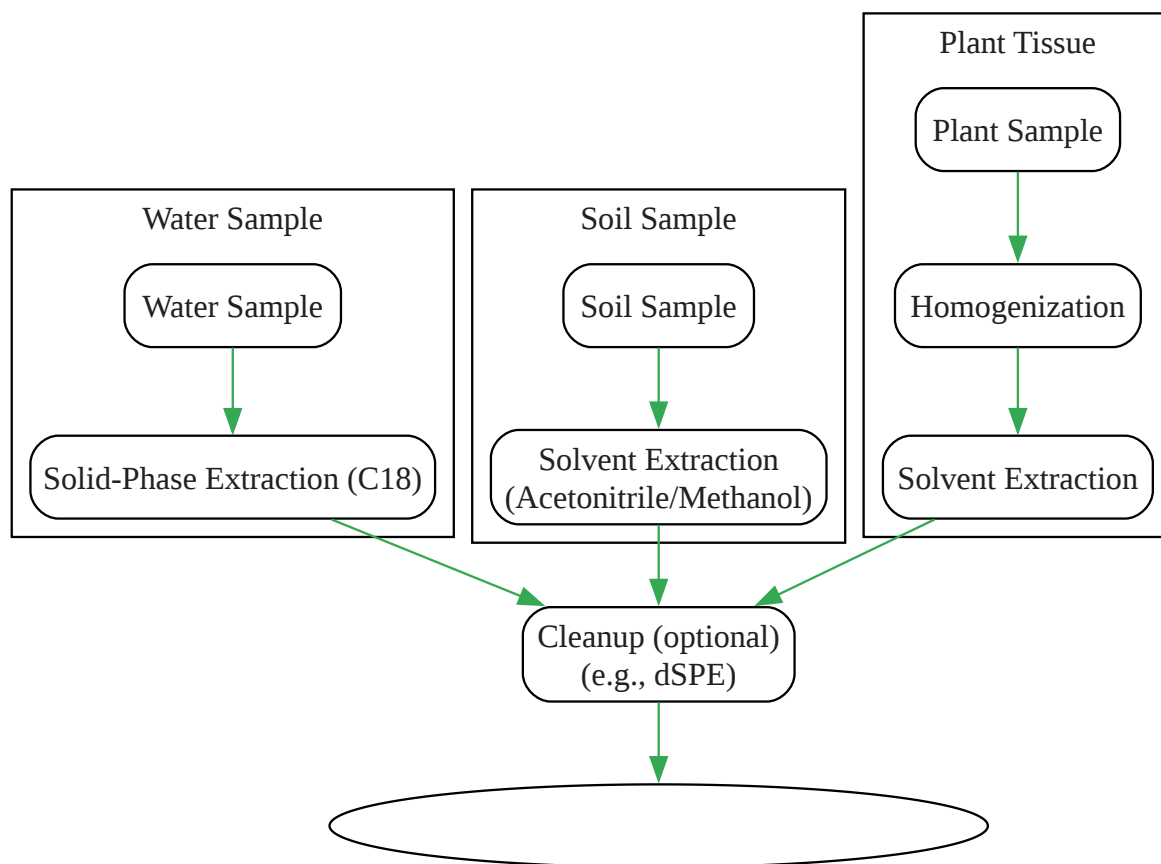 Plant Tissue
Plant Sample
Water Sample
Soil Sample
Water Sample
Soil Sample
Homogenization
Solid-Phase Extraction (C18)
Solvent Extraction
(Acetonitrile/Methanol)
Solvent Extraction
Cleanup (optional)
(e.g., dSPE)